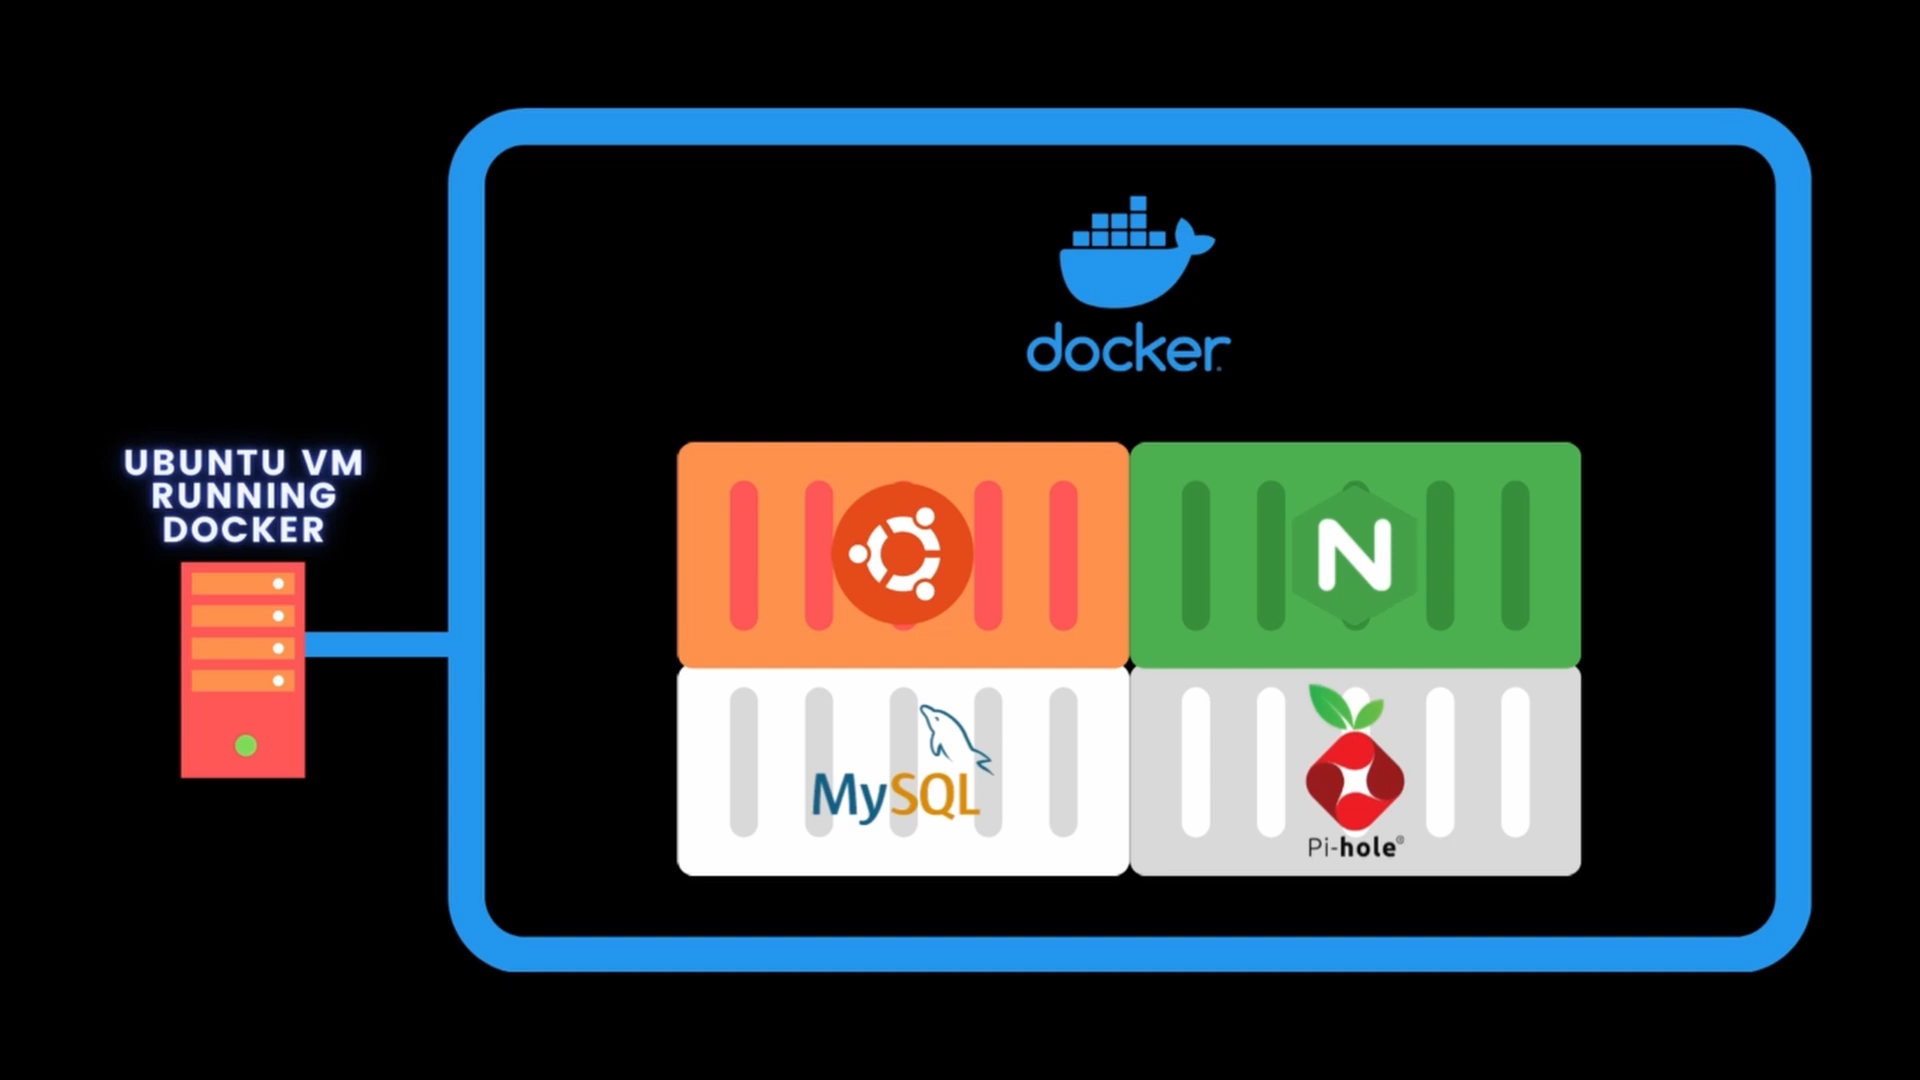 docker
UBUNTU VM
RUNNING
DOCKER
N
MySQL
Pi-hole®